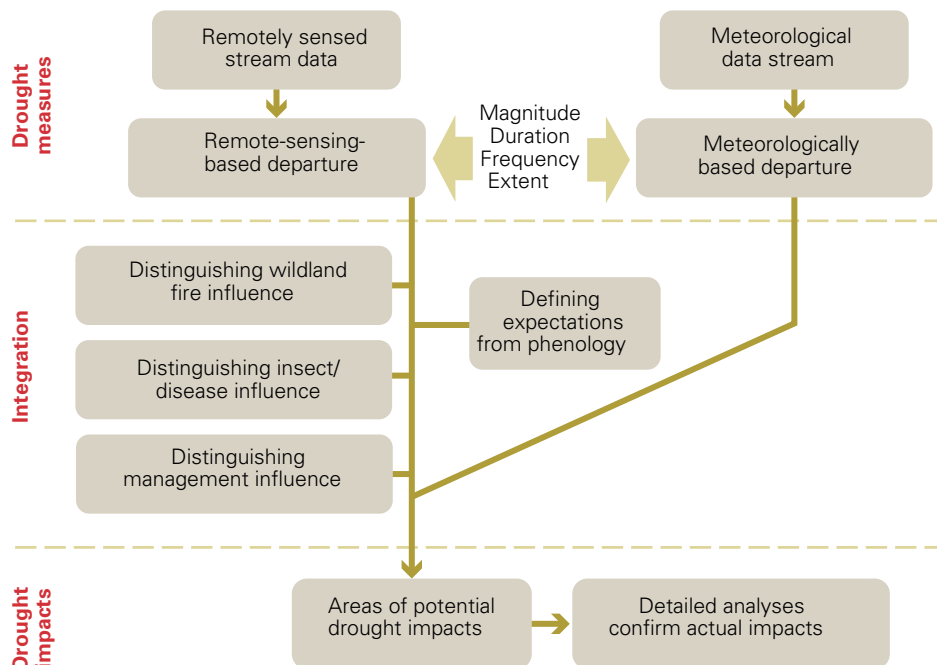 Drought
measures
Remotely sensed
stream data
Meteorological
data stream
Remote-sensing-
based departure
Magnitude
Duration
Frequency
Extent
Meteorologically
based departure
Integration
Distinguishing wildland
fire influence
Defining
expectations
from phenology
Distinguishing insect/
disease influence
Distinguishing
management influence
Drought
impacts
Areas of potential
drought impacts
Detailed analyses
confirm actual impacts